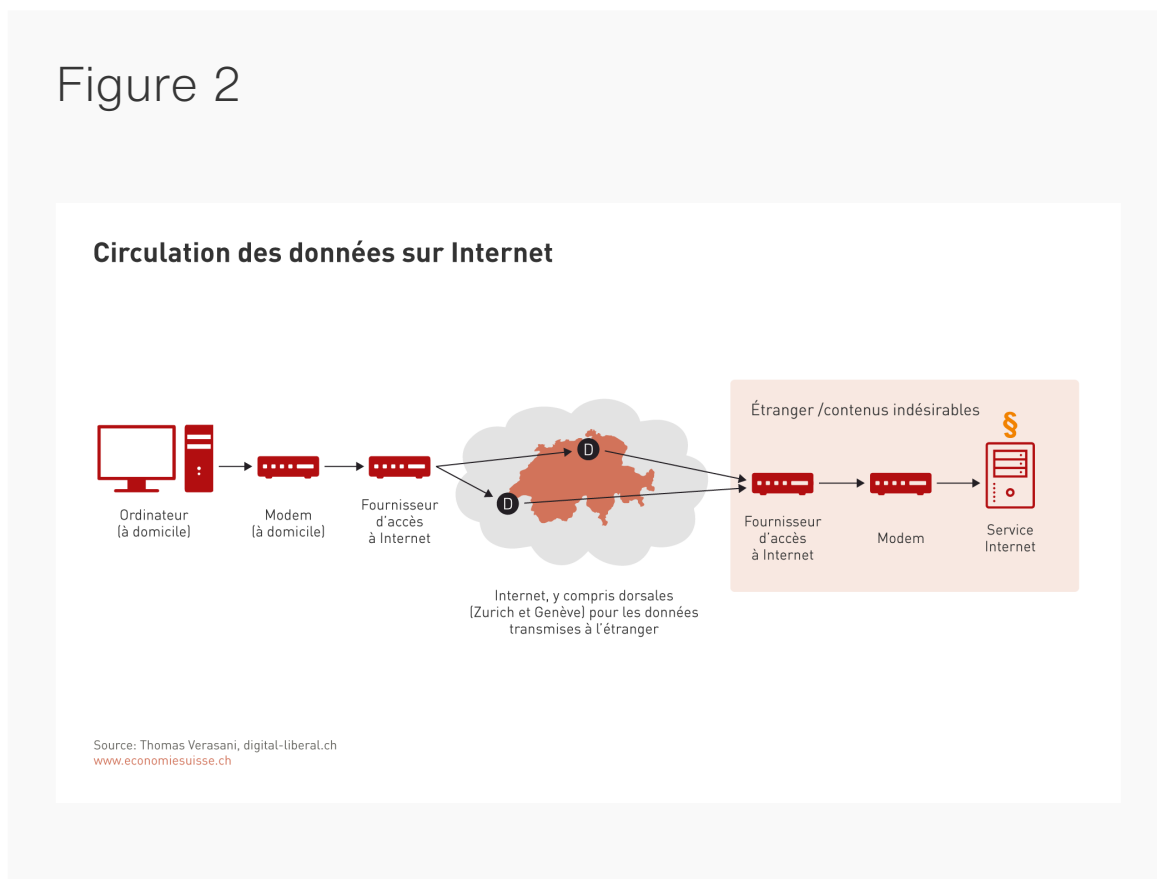 Figure 2
Circulation des données sur Internet
Étranger /contenus indésirables
§
D
D
Ordinateur
(à domicile)
Modem
(à domicile)
Fournisseur
d'accès
à Internet
Internet, y compris dorsales
(Zurich et Genève) pour les données
transmises à l'étranger
Fournisseur
d'accès
à Internet
Modem
Service
Internet
Source: Thomas Verasani, digital-liberal.ch
www.economiesuisse.ch